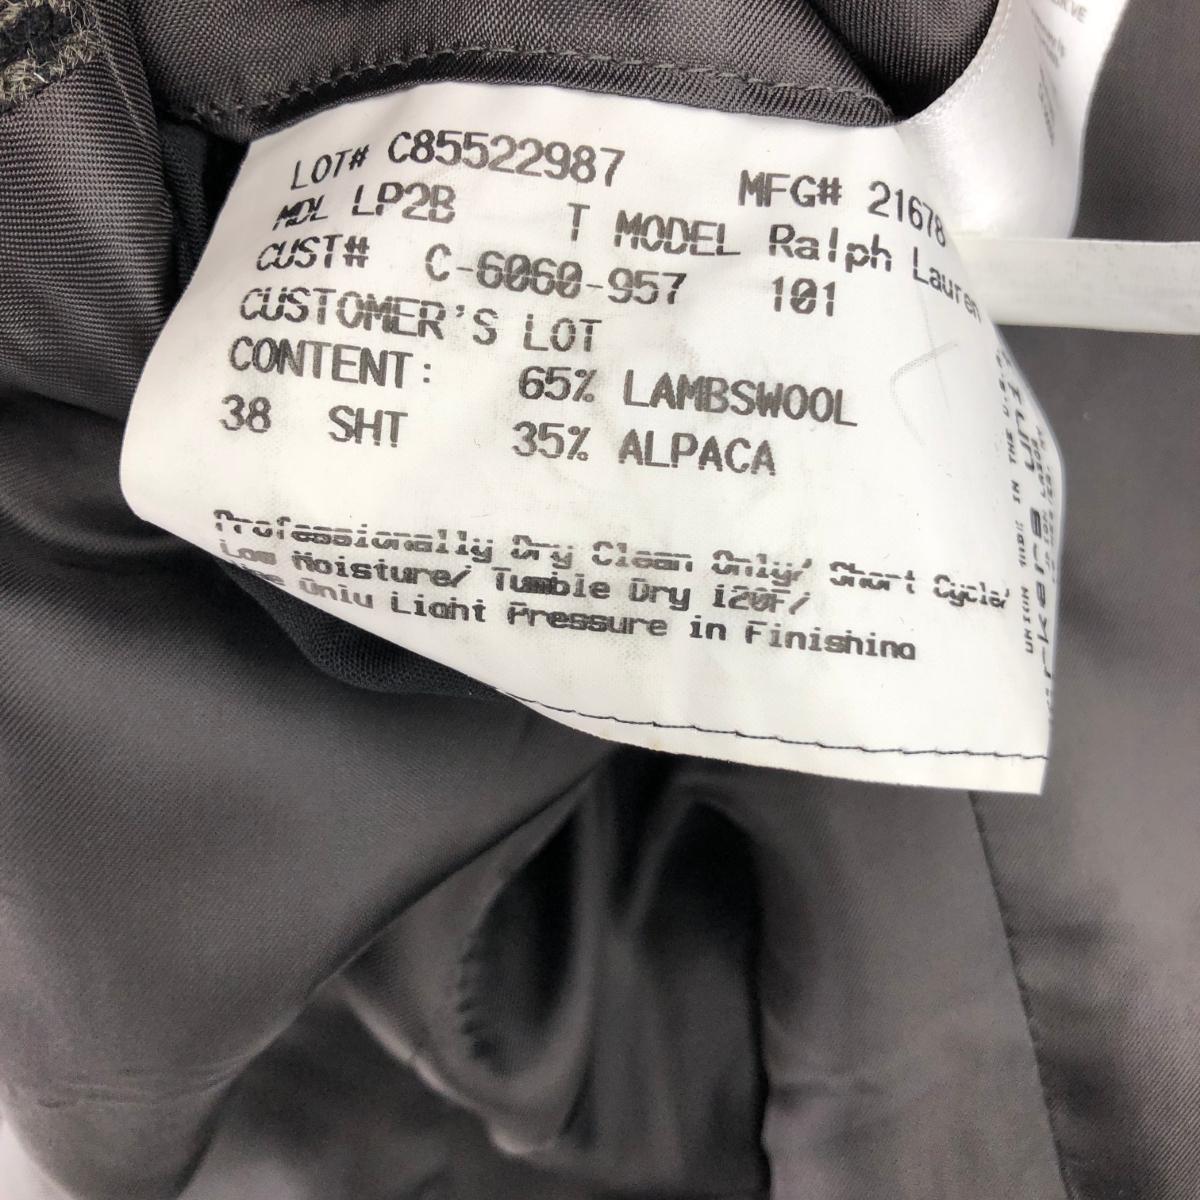 LOT# C85522987 MFG# 21678
MDL LP2B T MODEL Ralph Lauren
CUST# C-6060-957 101
CUSTOMER'S LOT
CONTENT: 65% LAMBSWOOL
38 SHT 35% ALPACA
Professionally Dry Clean Only/ Short Cycle/
Low Moisture/ Tumble Dry 120F/
Only Light Pressure in Finishing